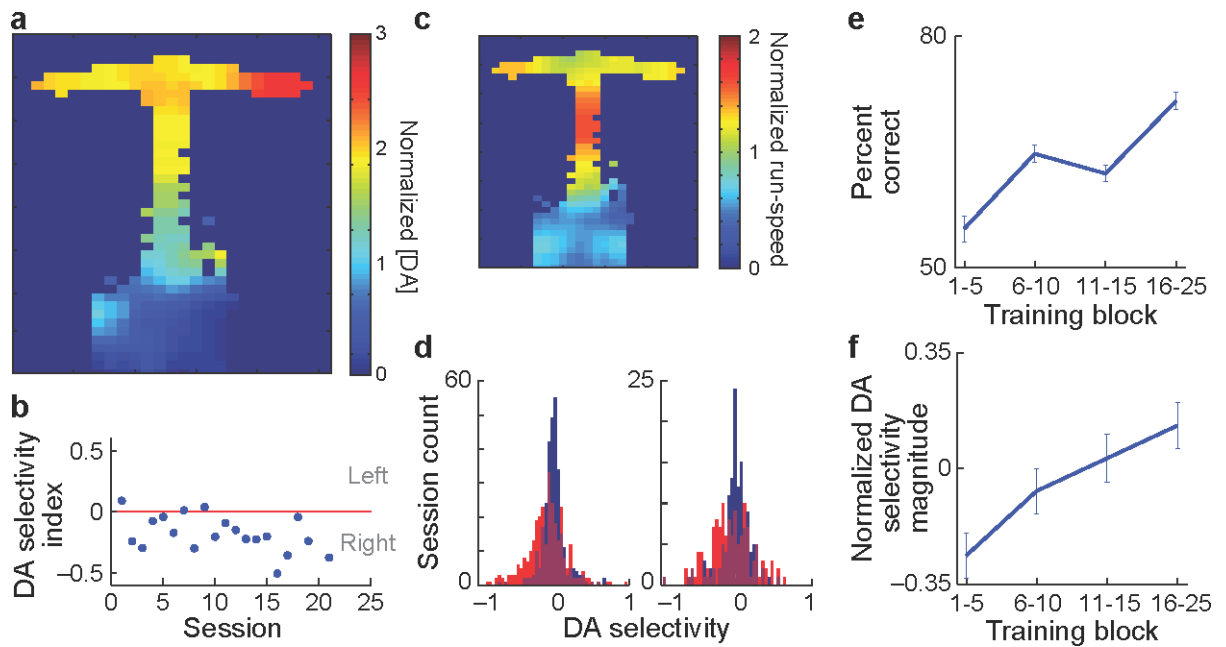 a
3
2
1
0
Normalized [DA]
b
DA selectivity
index
0.5
0
–0.5
Left
Right
0
5
10
15
20
25
Session
c
2
1
0
Normalized run-speed
d
Session count
60
0
25
0
–1
0
1
–1
0
1
DA selectivity
e
Percent
correct
80
50
1-5
6-10
11-15
16-25
Training block
f
Normalized DA
selectivity
magnitude
0.35
0
–0.35
1-5
6-10
11-15
16-25
Training block